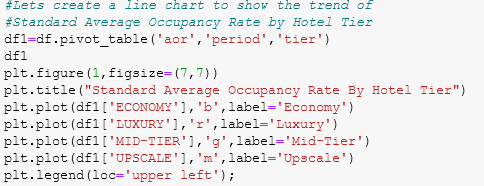 #Lets create a line chart to show the trend of
#Standard Average Occupancy Rate by Hotel Tier
df1=df.pivot_table('aor','period','tier')
df1
plt.figure(1,figsize=(7,7))
plt.title("Standard Average Occupancy Rate By Hotel Tier")
plt.plot(df1['ECONOMY'],'b',label='Economy')
plt.plot(df1['LUXURY'],'r',label='Luxury')
plt.plot(df1['MID-TIER'],'g',label='Mid-Tier')
plt.plot(df1['UPSCALE'],'m',label='Upscale')
plt.legend(loc='upper left');